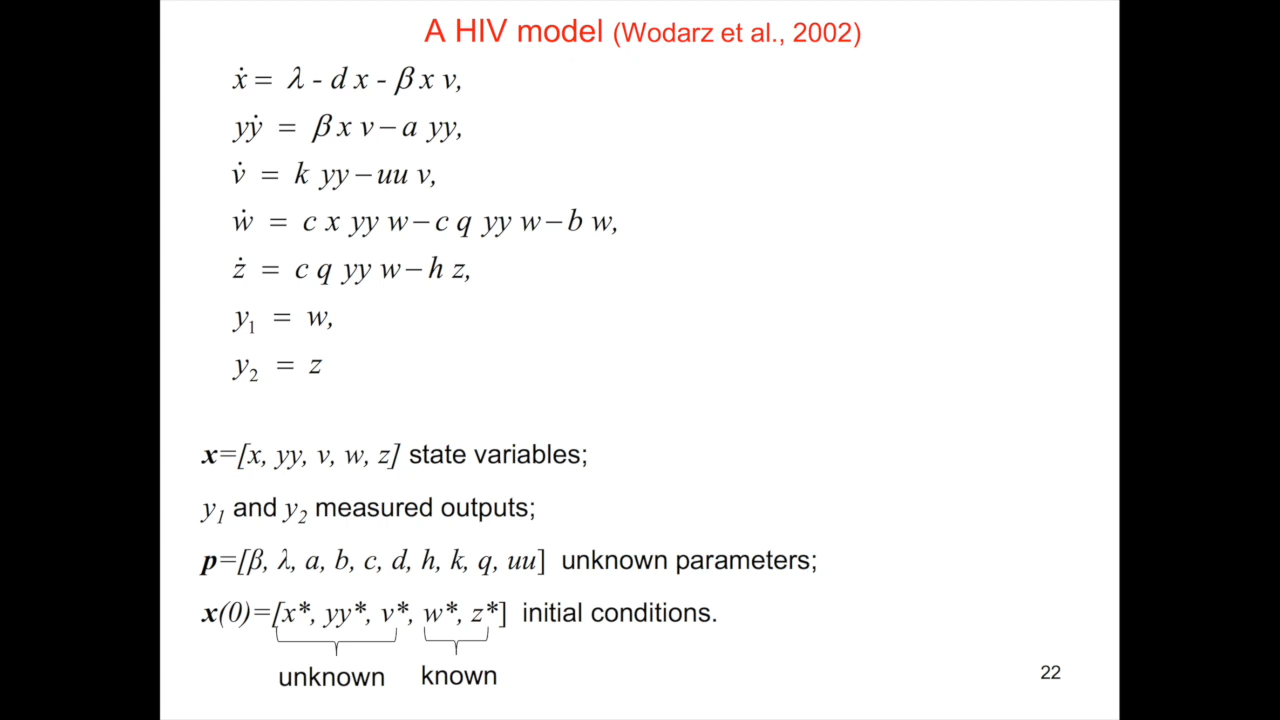 A HIV model (Wodarz et al., 2002)
ẋ = λ - d x - β x v,
yẏ = β x v − a yy,
v̇ = k yy − uu v,
ẇ = c x yy w − c q yy w − b w,
ż = c q yy w − h z,
y₁ = w,
y₂ = z
x=[x, yy, v, w, z] state variables;
y₁ and y₂ measured outputs;
p=[β, λ, a, b, c, d, h, k, q, uu] unknown parameters;
x(0)=[x*, yy*, v*, w*, z*] initial conditions.
unknown known
22